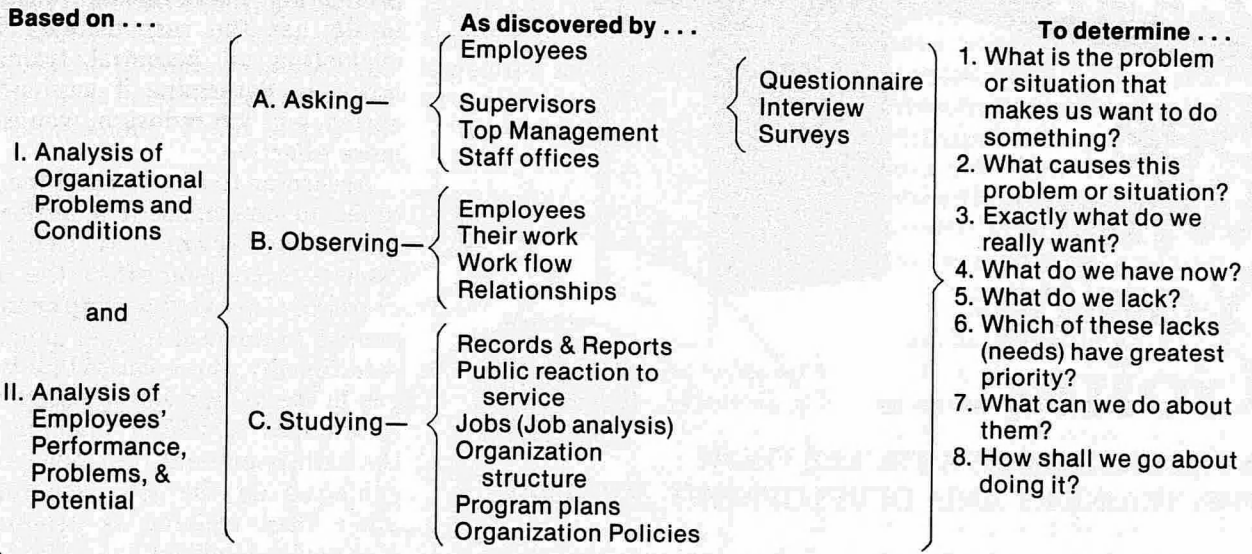 Based on . . .
I. Analysis of
Organizational
Problems and
Conditions
and
II. Analysis of
Employees'
Performance,
Problems, &
Potential
As discovered by . . .
A. Asking—
Employees
Supervisors
Top Management
Staff offices
Questionnaire
Interview
Surveys
B. Observing—
Employees
Their work
Work flow
Relationships
C. Studying—
Records & Reports
Public reaction to
service
Jobs (Job analysis)
Organization
structure
Program plans
Organization Policies
To determine . . .
1. What is the problem
or situation that
makes us want to do
something?
2. What causes this
problem or situation?
3. Exactly what do we
really want?
4. What do we have now?
5. What do we lack?
6. Which of these lacks
(needs) have greatest
priority?
7. What can we do about
them?
8. How shall we go about
doing it?